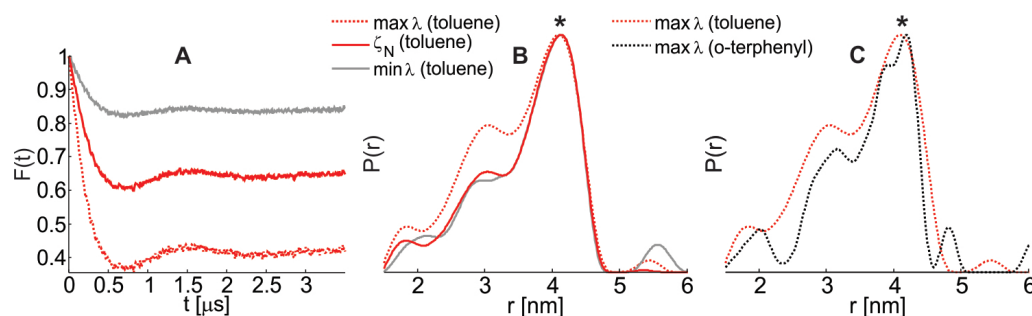 A
F(t)
1
0.9
0.8
0.7
0.6
0.5
0.4
0 0.5 1 1.5 2 2.5 3
t [μs]
max λ (toluene)
ζN (toluene)
min λ (toluene)
B
*
P(r)
2 3 4 5 6
r [nm]
max λ (toluene)
max λ (o-terphenyl)
C
*
P(r)
2 3 4 5 6
r [nm]